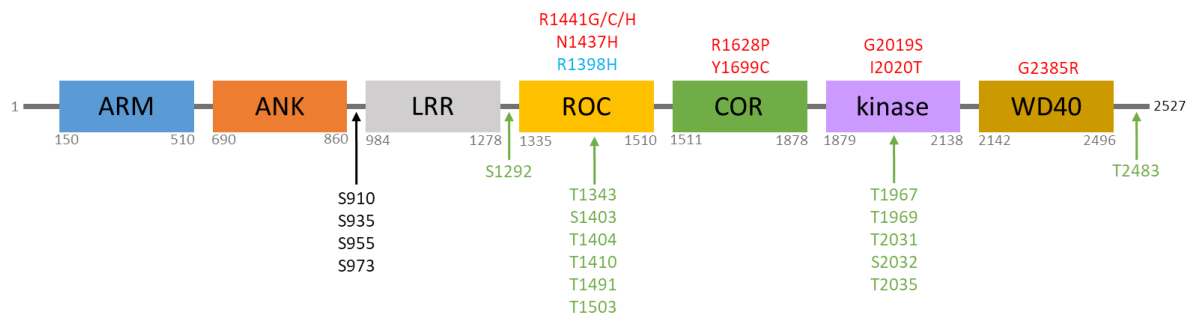 R1441G/C/H
N1437H
R1398H
R1628P
Y1699C
G2019S
I2020T
G2385R
1 ARM ANK LRR ROC COR kinase WD40 2527
150 510 690 860 984 1278 1335 1510 1511 1878 1879 2138 2142 2496
S1292
T2483
S910
S935
S955
S973
T1343
S1403
T1404
T1410
T1491
T1503
T1967
T1969
T2031
S2032
T2035